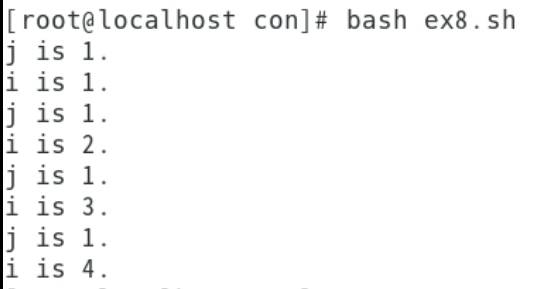 [root@localhost con]# bash ex8.sh
j is 1.
i is 1.
j is 1.
i is 2.
j is 1.
i is 3.
j is 1.
i is 4.